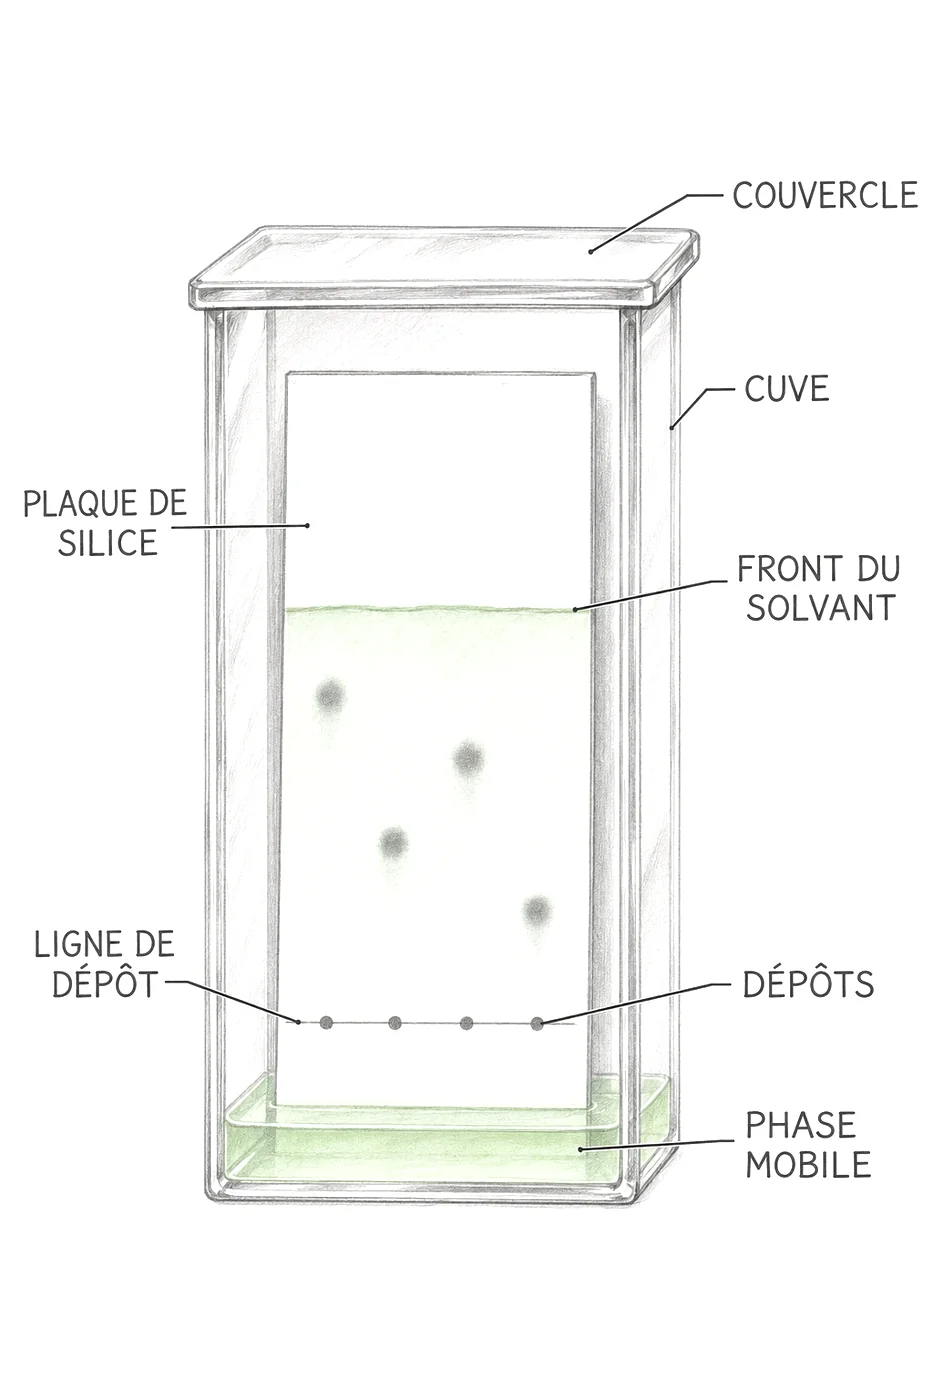 COUVERCLE
CUVE
PLAQUE DE
SILICE
FRONT DU
SOLVANT
LIGNE DE
DÉPÔT
DÉPÔTS
PHASE
MOBILE